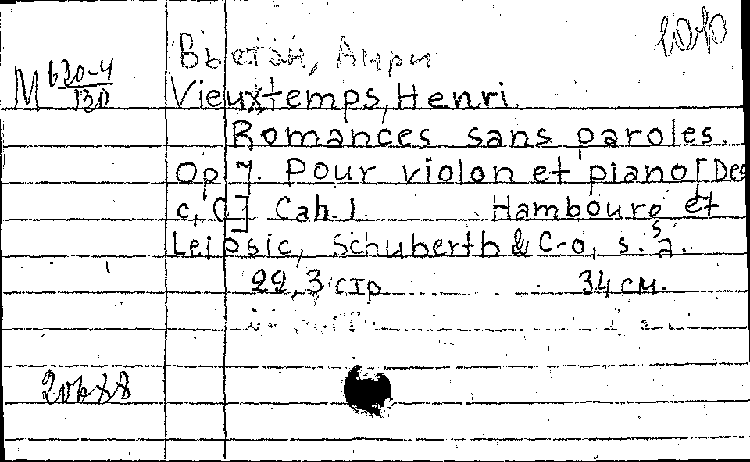 Вьетан, Анри
М 620-4
130
Vieuxtemps, Henri.
Romances sans paroles.
Op 7. Pour violon et piano [Des
c, C] Cah. 1 Hambourg et
Leipsic, Schuberth & C-o, s. a.
22, 3 стр 34 см.